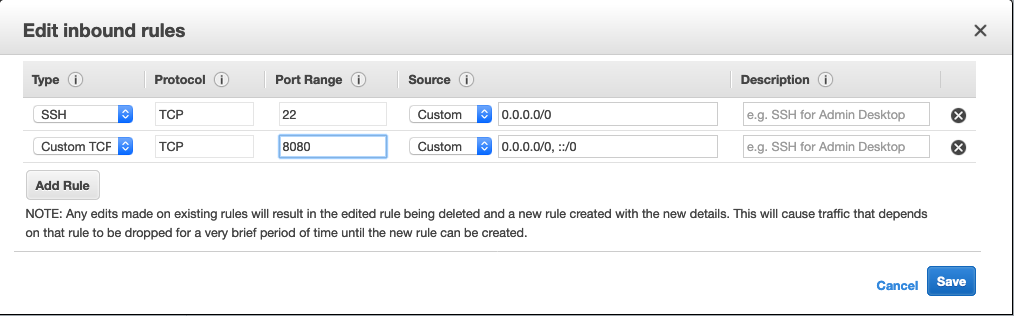 Edit inbound rules
Type i Protocol i Port Range i Source i Description i
SSH TCP 22 Custom 0.0.0.0/0 e.g. SSH for Admin Desktop
Custom TCF TCP 8080 Custom 0.0.0.0/0, ::/0 e.g. SSH for Admin Desktop
Add Rule
NOTE: Any edits made on existing rules will result in the edited rule being deleted and a new rule created with the new details. This will cause traffic that depends
on that rule to be dropped for a very brief period of time until the new rule can be created.
Cancel Save